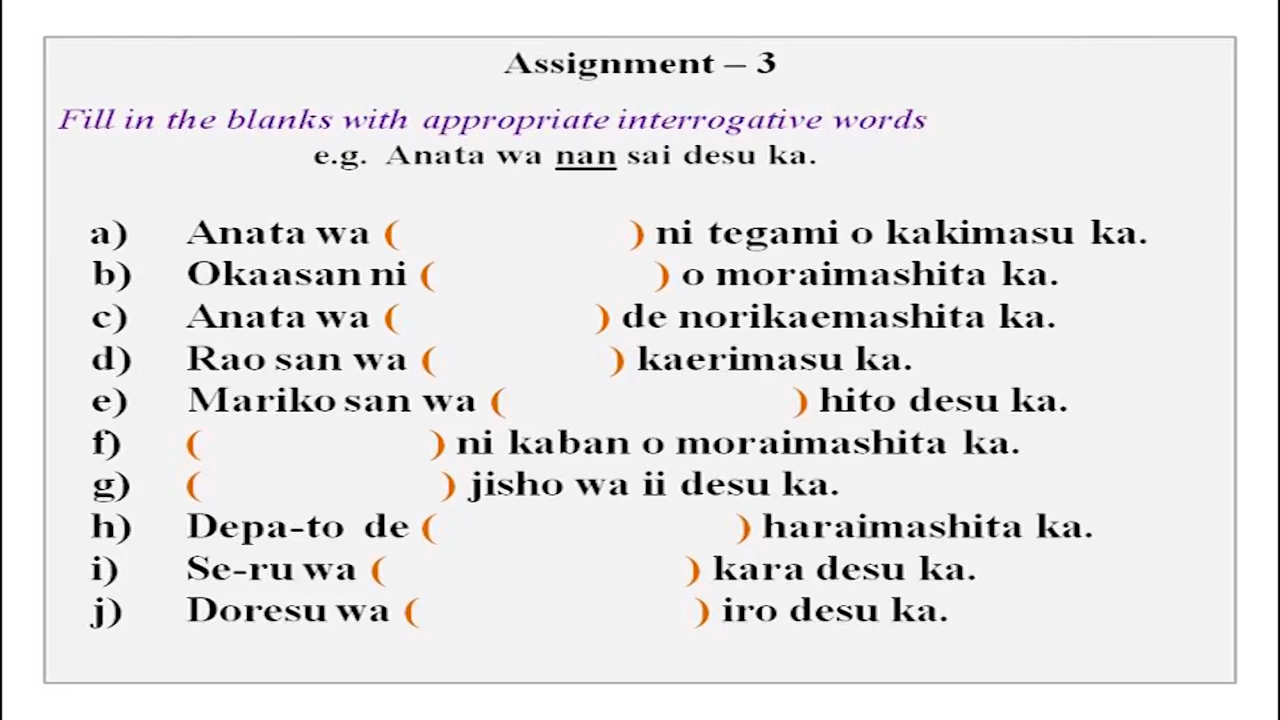 Assignment – 3
Fill in the blanks with appropriate interrogative words
e.g. Anata wa nan sai desu ka.
a) Anata wa ( ) ni tegami o kakimasu ka.
b) Okaasan ni ( ) o moraimashita ka.
c) Anata wa ( ) de norikaemashita ka.
d) Rao san wa ( ) kaerimasu ka.
e) Mariko san wa ( ) hito desu ka.
f) ( ) ni kaban o moraimashita ka.
g) ( ) jisho wa ii desu ka.
h) Depa-to de ( ) haraimashita ka.
i) Se-ru wa ( ) kara desu ka.
j) Doresu wa ( ) iro desu ka.